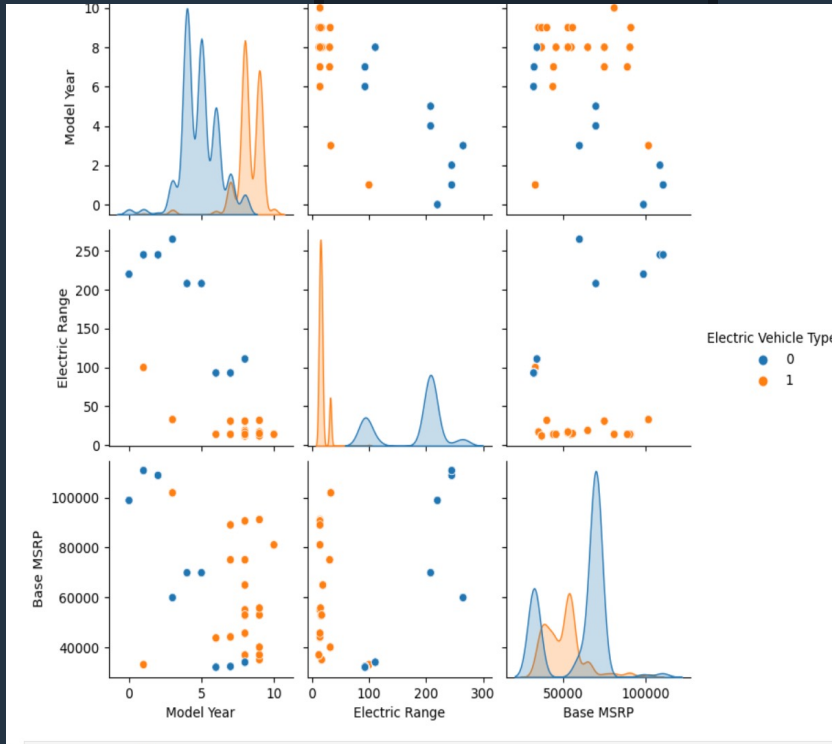 10
8
6
4
2
0
Model Year
250
200
150
100
50
0
Electric Range
Electric Vehicle Type
0
1
100000
80000
60000
40000
Base MSRP
0 5 10
0 100 200 300
50000 100000
Model Year
Electric Range
Base MSRP